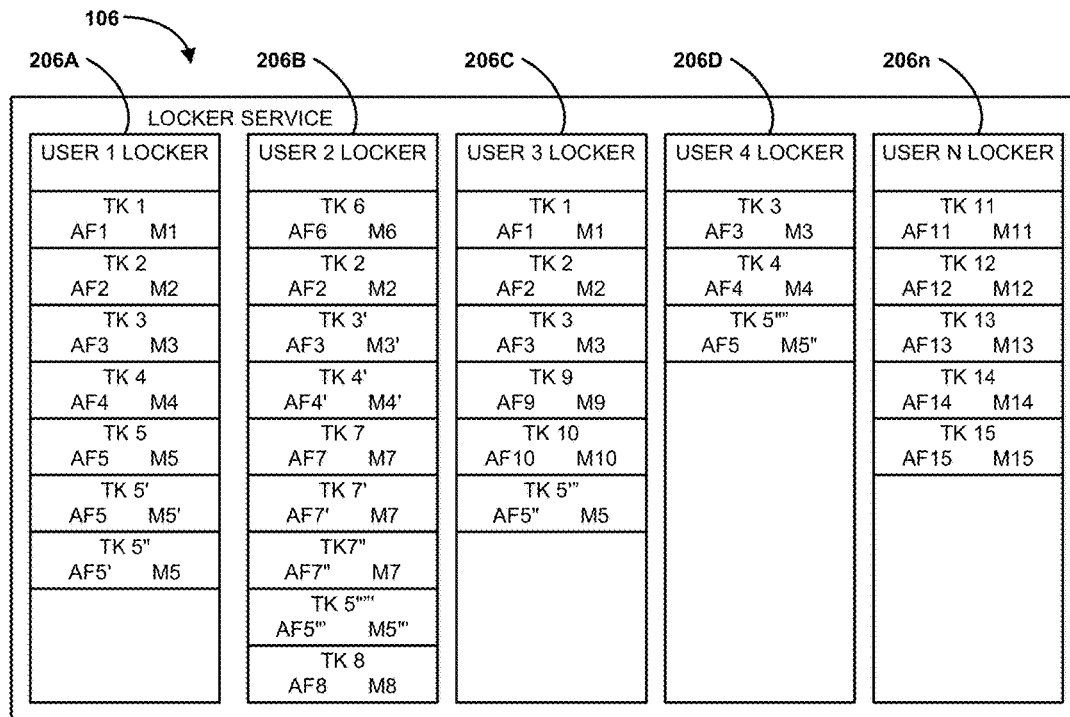 106
206A
206B
206C
206D
206n
LOCKER SERVICE
USER 1 LOCKER
TK 1
AF1 M1
TK 2
AF2 M2
TK 3
AF3 M3
TK 4
AF4 M4
TK 5
AF5 M5
TK 5'
AF5 M5'
TK 5"
AF5' M5
USER 2 LOCKER
TK 6
AF6 M6
TK 2
AF2 M2
TK 3'
AF3 M3'
TK 4'
AF4' M4'
TK 7
AF7 M7
TK 7'
AF7' M7
TK7"
AF7" M7
TK 5""'
AF5"' M5"'
TK 8
AF8 M8
USER 3 LOCKER
TK 1
AF1 M1
TK 2
AF2 M2
TK 3
AF3 M3
TK 9
AF9 M9
TK 10
AF10 M10
TK 5'"
AF5" M5
USER 4 LOCKER
TK 3
AF3 M3
TK 4
AF4 M4
TK 5""
AF5 M5"
USER N LOCKER
TK 11
AF11 M11
TK 12
AF12 M12
TK 13
AF13 M13
TK 14
AF14 M14
TK 15
AF15 M15